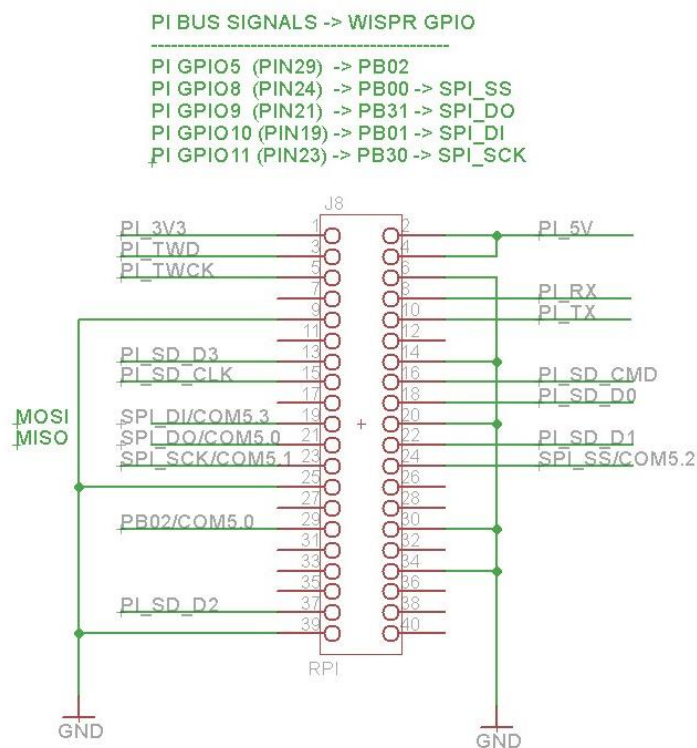 PI BUS SIGNALS -> WISPR GPIO
---------------------------------------------
PI GPIO5 (PIN29) -> PB02
PI GPIO8 (PIN24) -> PB00 -> SPI_SS
PI GPIO9 (PIN21) -> PB31 -> SPI_DO
PI GPIO10 (PIN19) -> PB01 -> SPI_DI
PI GPIO11 (PIN23) -> PB30 -> SPI_SCK
J8
PI_3V3 1 2 PI_5V
PI_TWD 3 4
PI_TWCK 5 6
7 8 PI_RX
9 10 PI_TX
11 12
PI_SD_D3 13 14
PI_SD_CLK 15 16 PI_SD_CMD
17 18 PI_SD_D0
MOSI SPI_DI/COM5.3 19 20
MISO SPI_DO/COM5.0 21 22 PI_SD_D1
SPI_SCK/COM5.1 23 24 SPI_SS/COM5.2
25 26
27 28
PB02/COM5.0 29 30
31 32
33 34
35 36
PI_SD_D2 37 38
39 40
RPI
GND GND